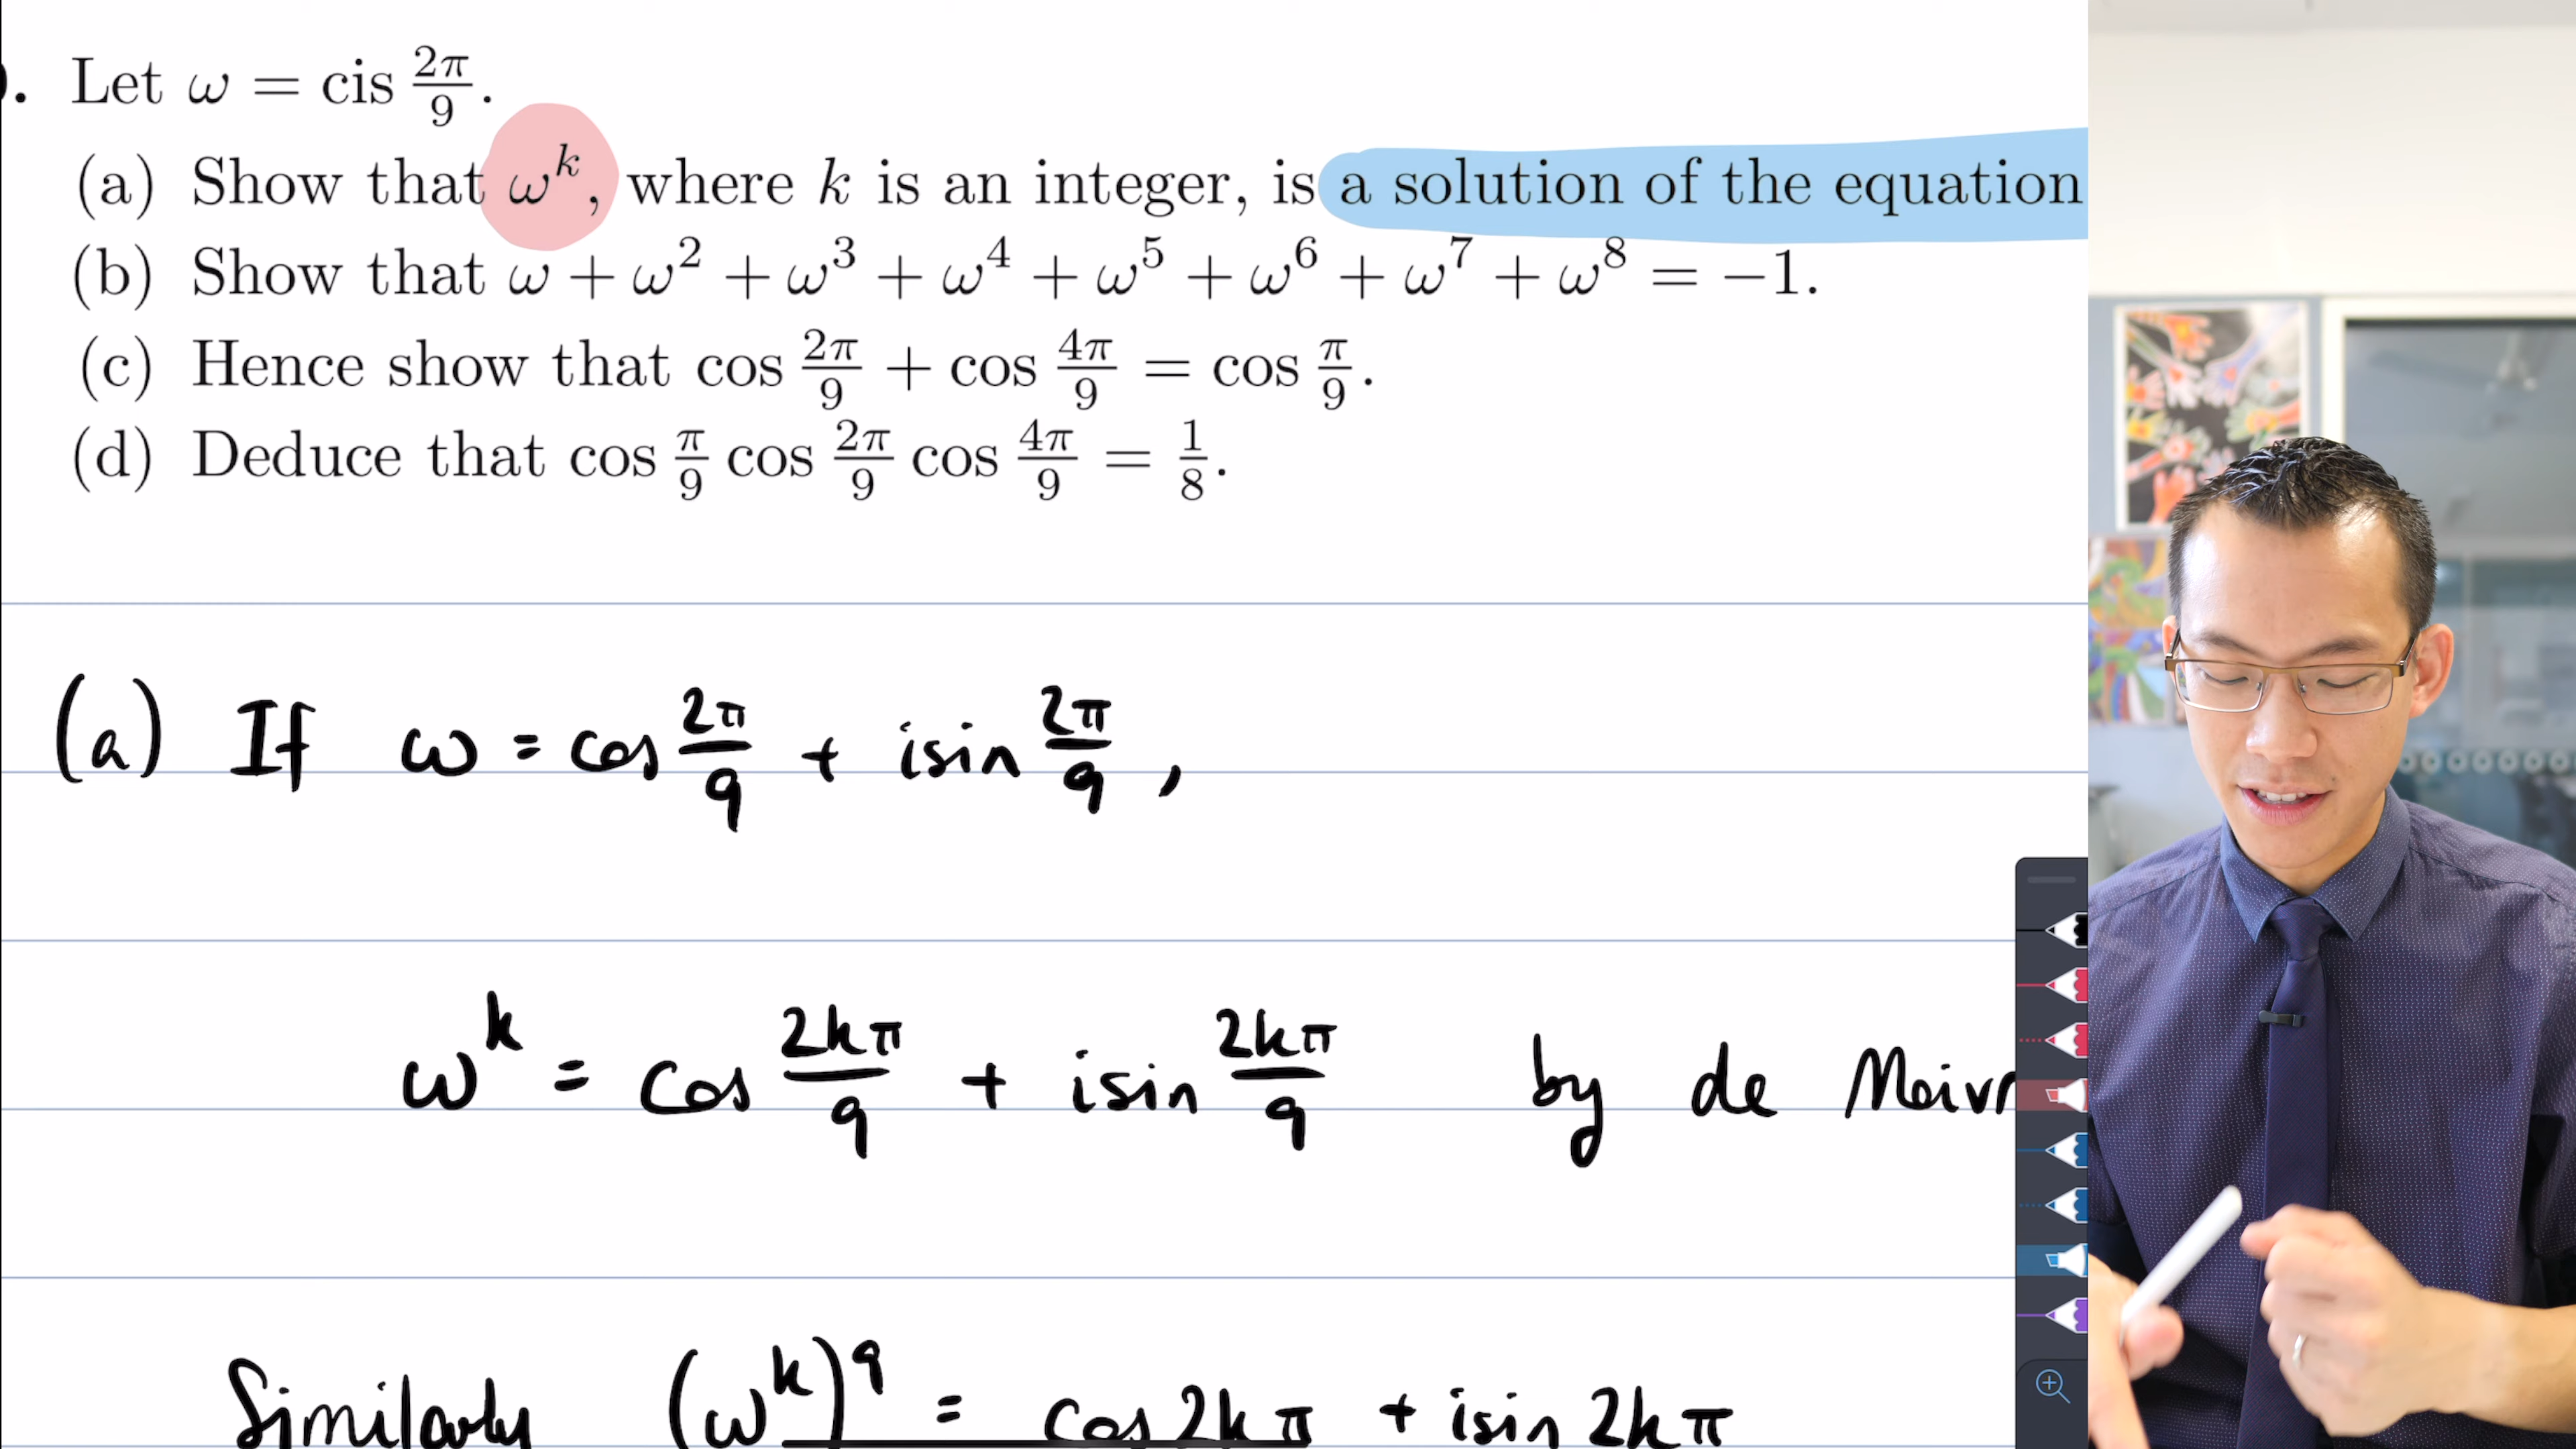 . Let ω = cis 2π/9.
(a) Show that ω^k, where k is an integer, is a solution of the equation
(b) Show that ω + ω^2 + ω^3 + ω^4 + ω^5 + ω^6 + ω^7 + ω^8 = −1.
(c) Hence show that cos 2π/9 + cos 4π/9 = cos π/9.
(d) Deduce that cos π/9 cos 2π/9 cos 4π/9 = 1/8.
(a) If ω = cos 2π/9 + i sin 2π/9,
ω^k = cos 2kπ/9 + i sin 2kπ/9 by de Moivr
Similarly (ω^k)^9 = cos 2kπ + i sin 2kπ